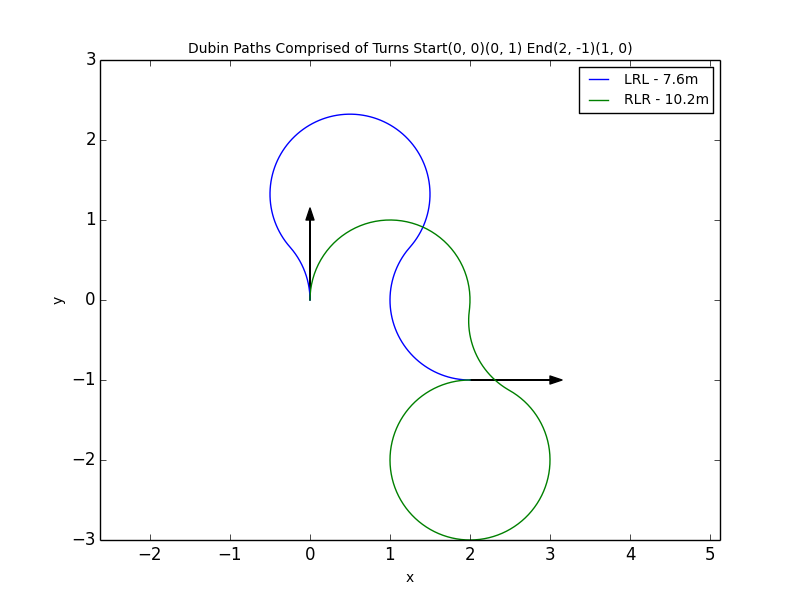 Dubin Paths Comprised of Turns Start(0, 0)(0, 1) End(2, -1)(1, 0)
LRL - 7.6m
RLR - 10.2m
3
2
1
0
−1
−2
−3
y
−2 −1 0 1 2 3 4 5
x